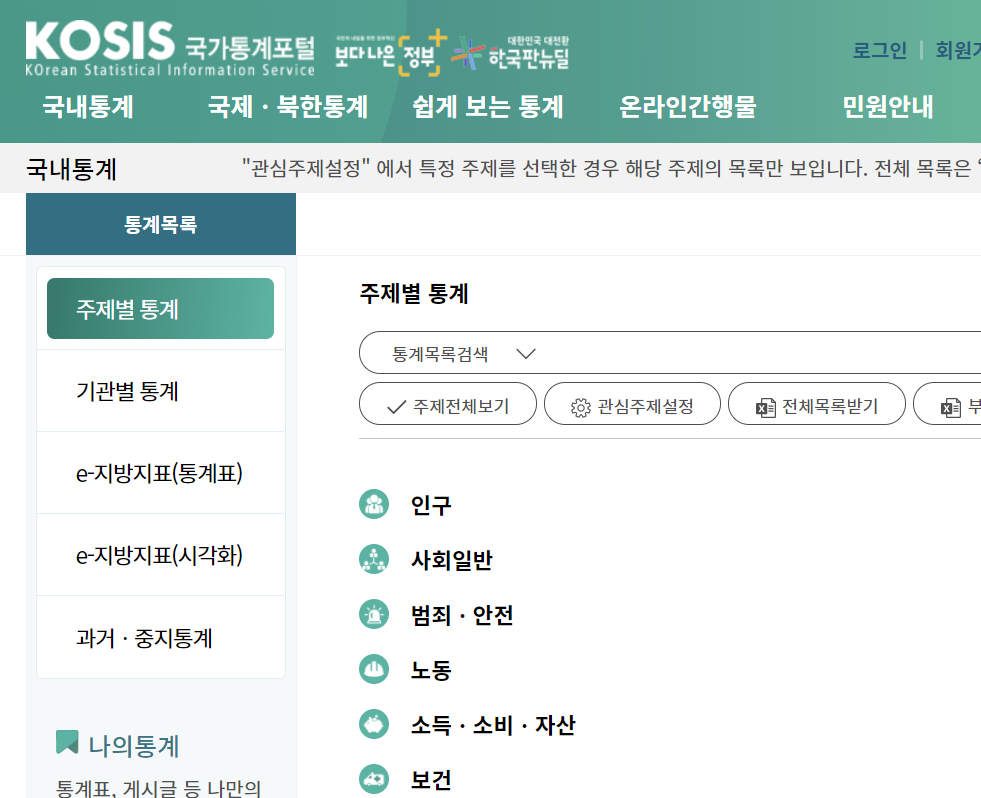 KOSIS 국가통계포털
KOrean Statistical Information Service
보다나은 정부
대한민국 대전환
한국판뉴딜
로그인 | 회원
국내통계 국제 · 북한통계 쉽게 보는 통계 온라인간행물 민원안내
국내통계
"관심주제설정" 에서 특정 주제를 선택한 경우 해당 주제의 목록만 보입니다. 전체 목록은 “
통계목록
주제별 통계
기관별 통계
e-지방지표(통계표)
e-지방지표(시각화)
과거 · 중지통계
나의통계
통계표, 게시글 등 나만의
주제별 통계
통계목록검색
주제전체보기 관심주제설정 전체목록받기 부
인구
사회일반
범죄 · 안전
노동
소득 · 소비 · 자산
보건